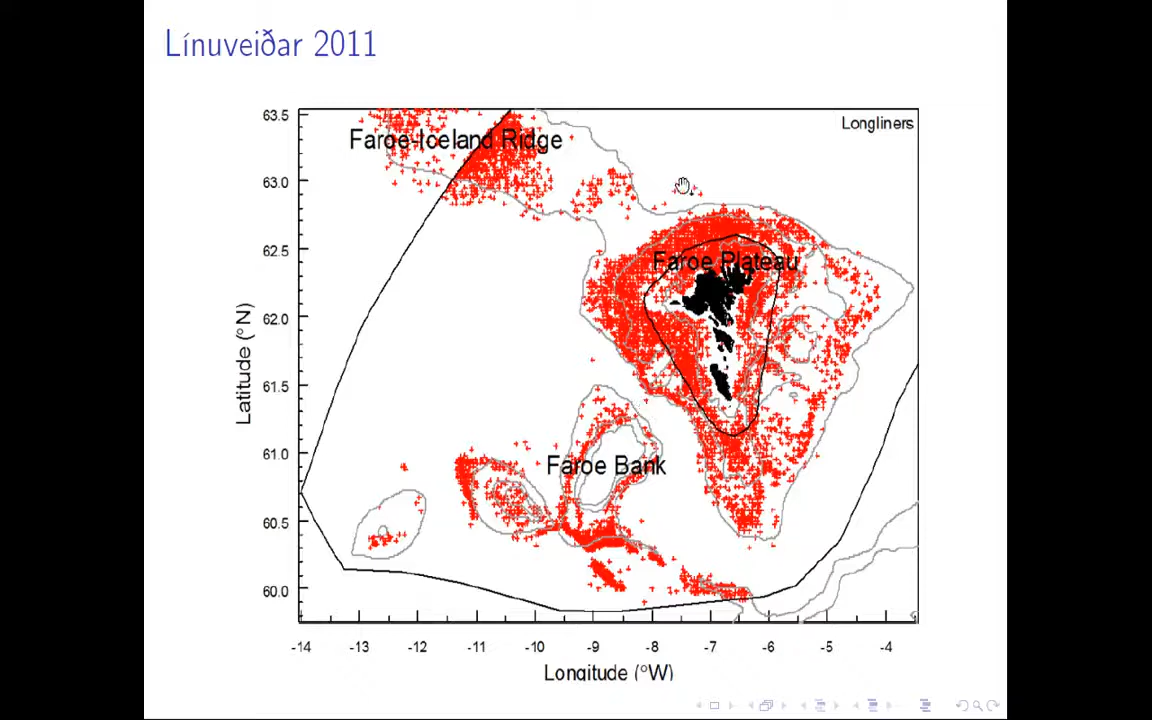 Línuveiðar 2011
Longliners
Faroe-Iceland Ridge
Faroe Plateau
Faroe Bank
Latitude (°N)
63.5
63.0
62.5
62.0
61.5
61.0
60.5
60.0
-14 -13 -12 -11 -10 -9 -8 -7 -6 -5 -4
Longitude (°W)